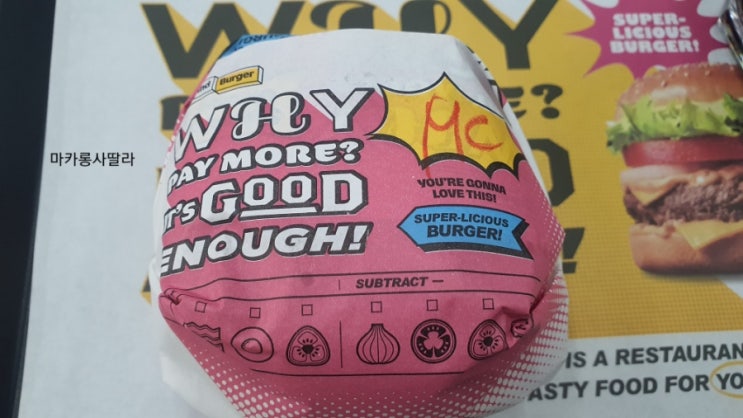 WHY
SUPER-
LICIOUS
BURGER!
Burger
WHY
PAY MORE?
IT'S GOOD
ENOUGH!
MC
YOU'RE GONNA
LOVE THIS!
SUPER-LICIOUS
BURGER!
SUBTRACT
마카롱사딸라
IS A RESTAURAN
ASTY FOOD FOR YO